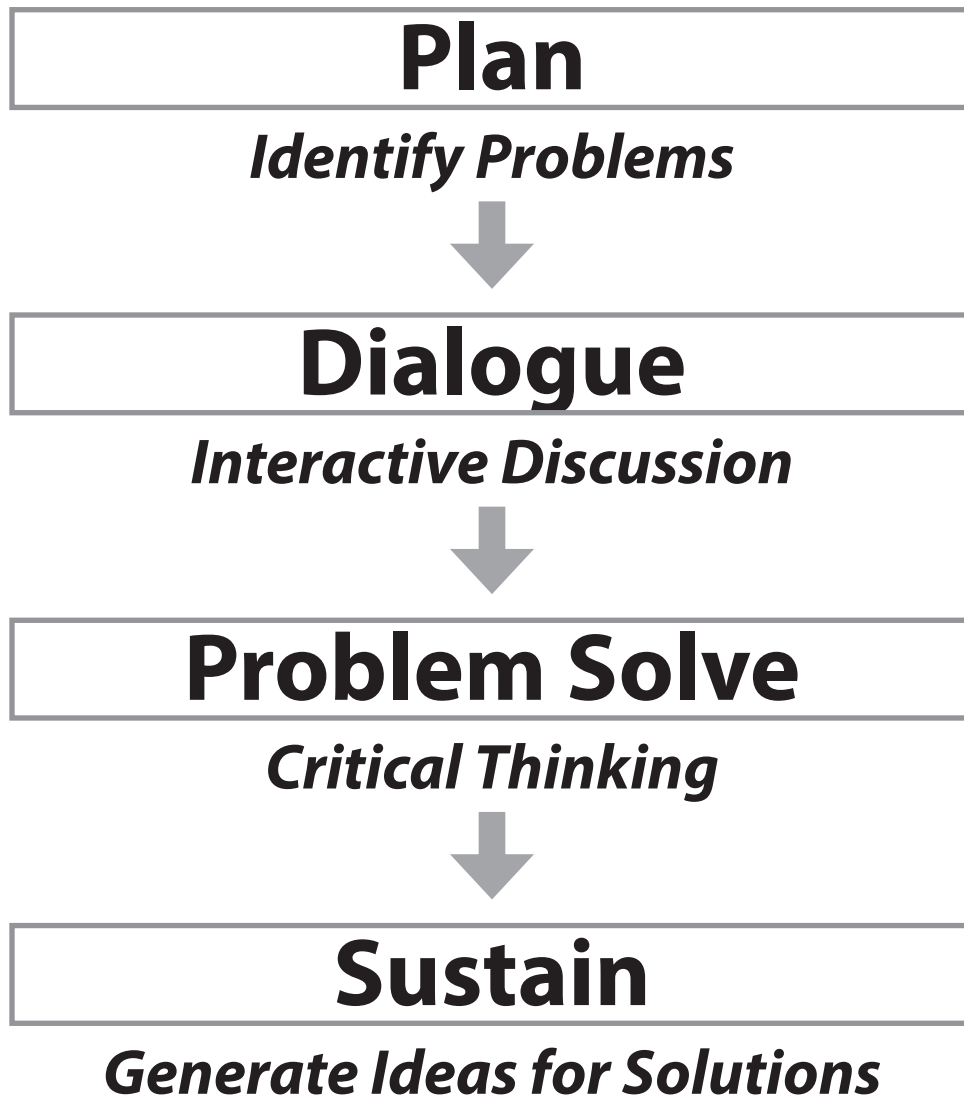 Plan
Identify Problems
Dialogue
Interactive Discussion
Problem Solve
Critical Thinking
Sustain
Generate Ideas for Solutions